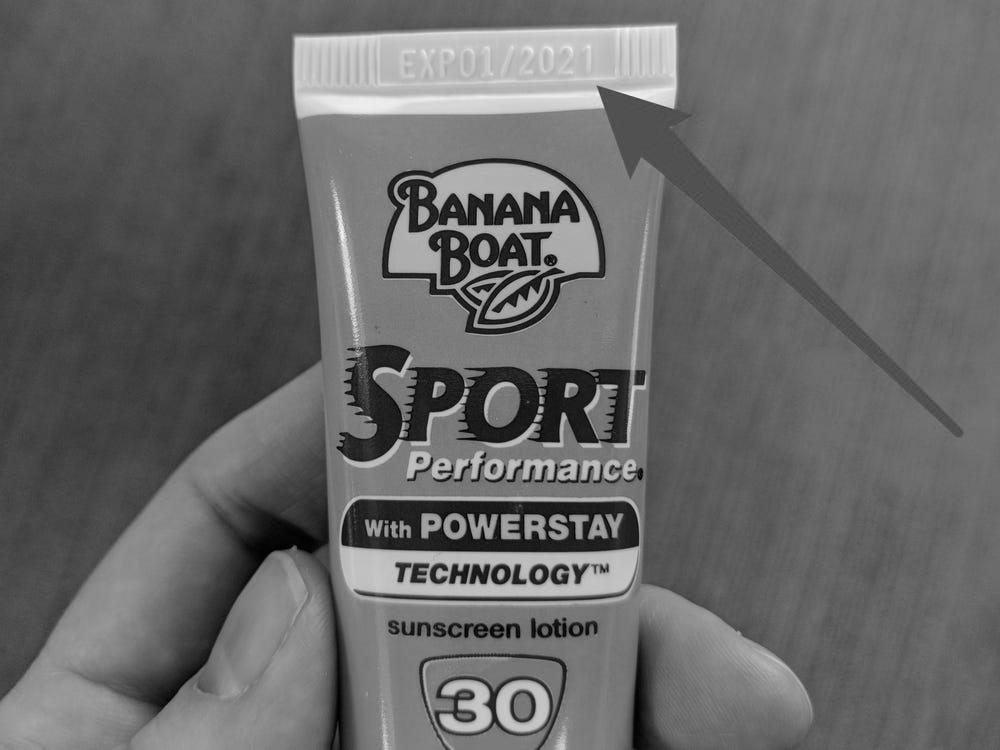 EXP01/2021
BANANA
BOAT®
SPORT
Performance®
With POWERSTAY
TECHNOLOGY™
sunscreen lotion
30